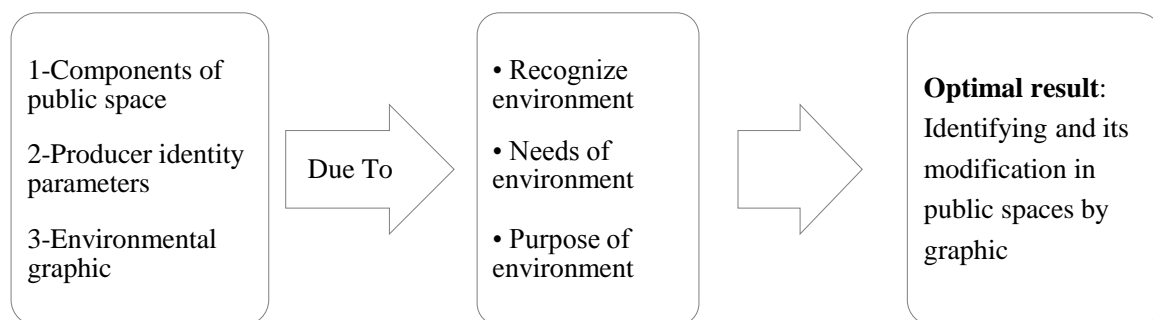 1-Components of
public space
2-Producer identity
parameters
3-Environmental
graphic
Due To
• Recognize
environment
• Needs of
environment
• Purpose of
environment
Optimal result:
Identifying and its
modification in
public spaces by
graphic